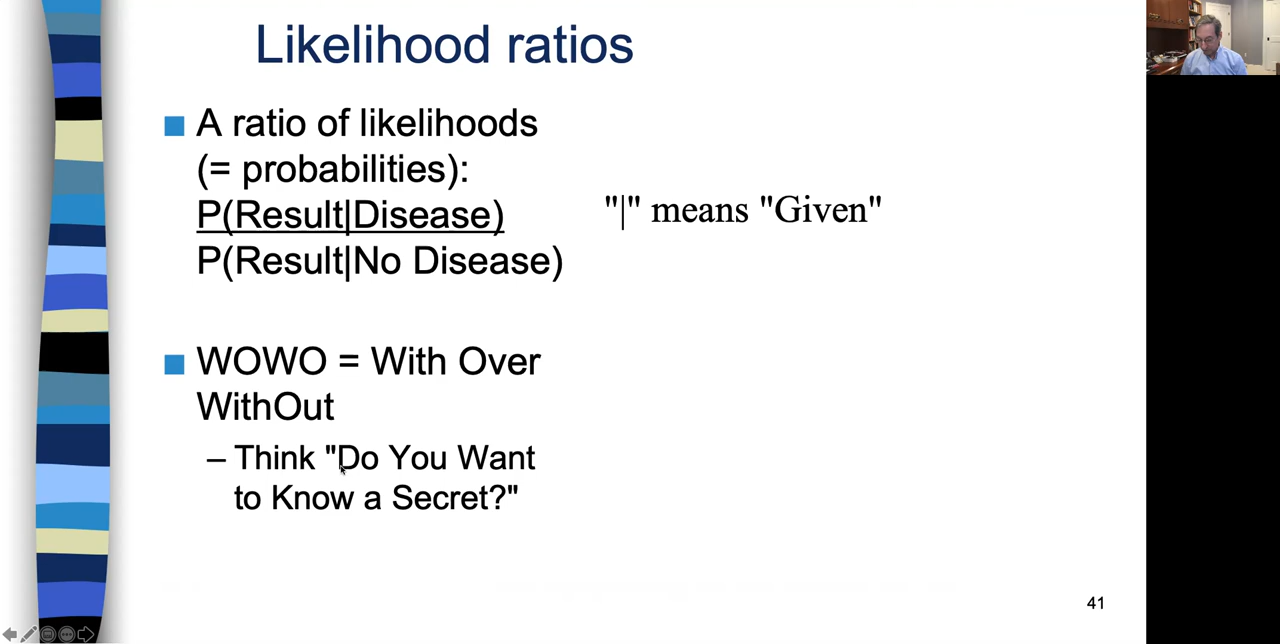 Likelihood ratios
A ratio of likelihoods
(= probabilities):
P(Result|Disease)
P(Result|No Disease)
"|" means "Given"
WOWO = With Over
WithOut
– Think "Do You Want
to Know a Secret?"
41